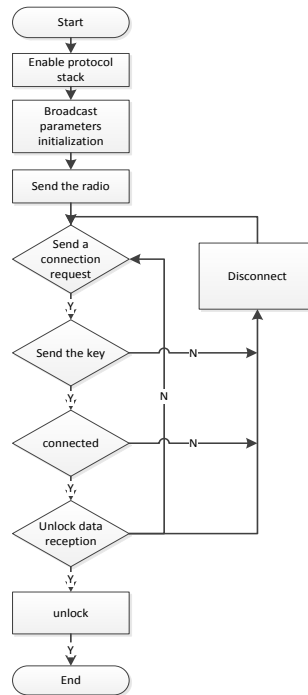 Start
Enable protocol
stack
Broadcast
parameters
initialization
Send the radio
Send a
connection
request
Disconnect
Y
Send the key
N
Y
N
connected
N
Y
Unlock data
reception
Y
unlock
Y
End